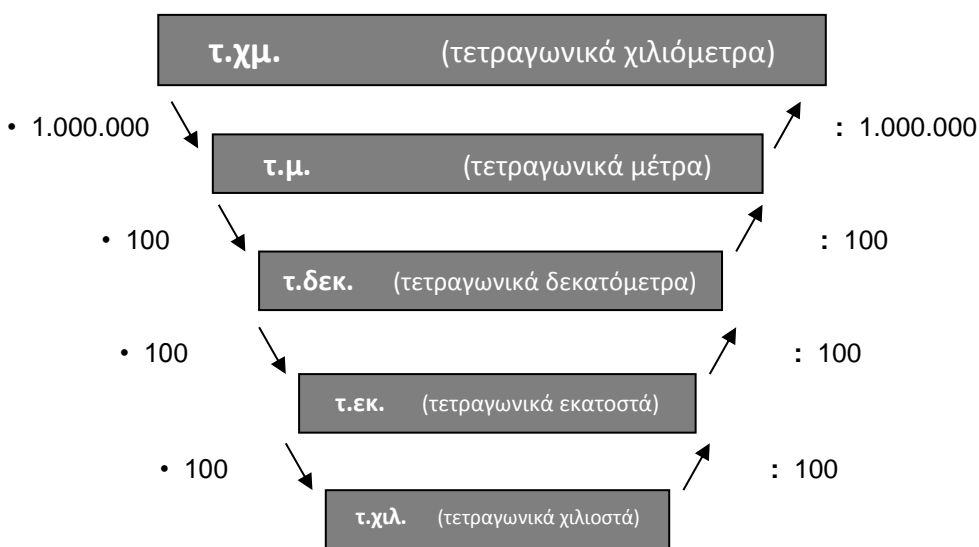 τ.χμ. (τετραγωνικά χιλιόμετρα)
• 1.000.000 : 1.000.000
τ.μ. (τετραγωνικά μέτρα)
• 100 : 100
τ.δεκ. (τετραγωνικά δεκατόμετρα)
• 100 : 100
τ.εκ. (τετραγωνικά εκατοστά)
• 100 : 100
τ.χιλ. (τετραγωνικά χιλιοστά)